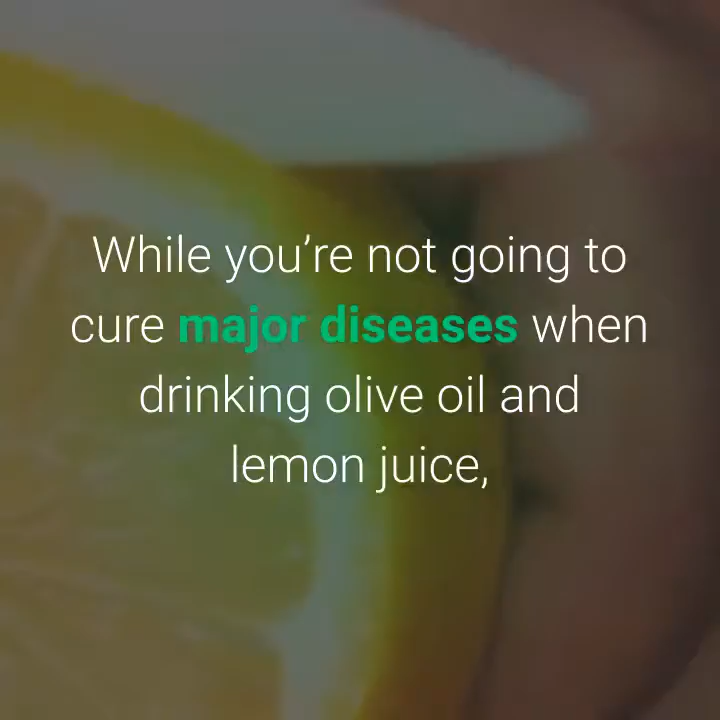 While you’re not going to
cure major diseases when
drinking olive oil and
lemon juice,